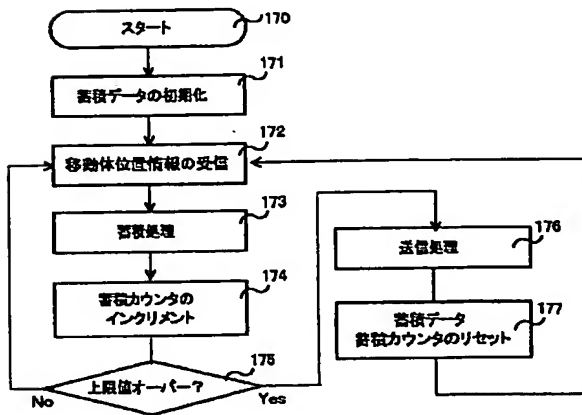 スタート
170
171
蓄積データの初期化
172
移動体位置情報の受信
173
蓄積処理
174
蓄積カウンタの
インクリメント
175
上限値オーバー?
No
Yes
176
送信処理
177
蓄積データ
蓄積カウンタのリセット